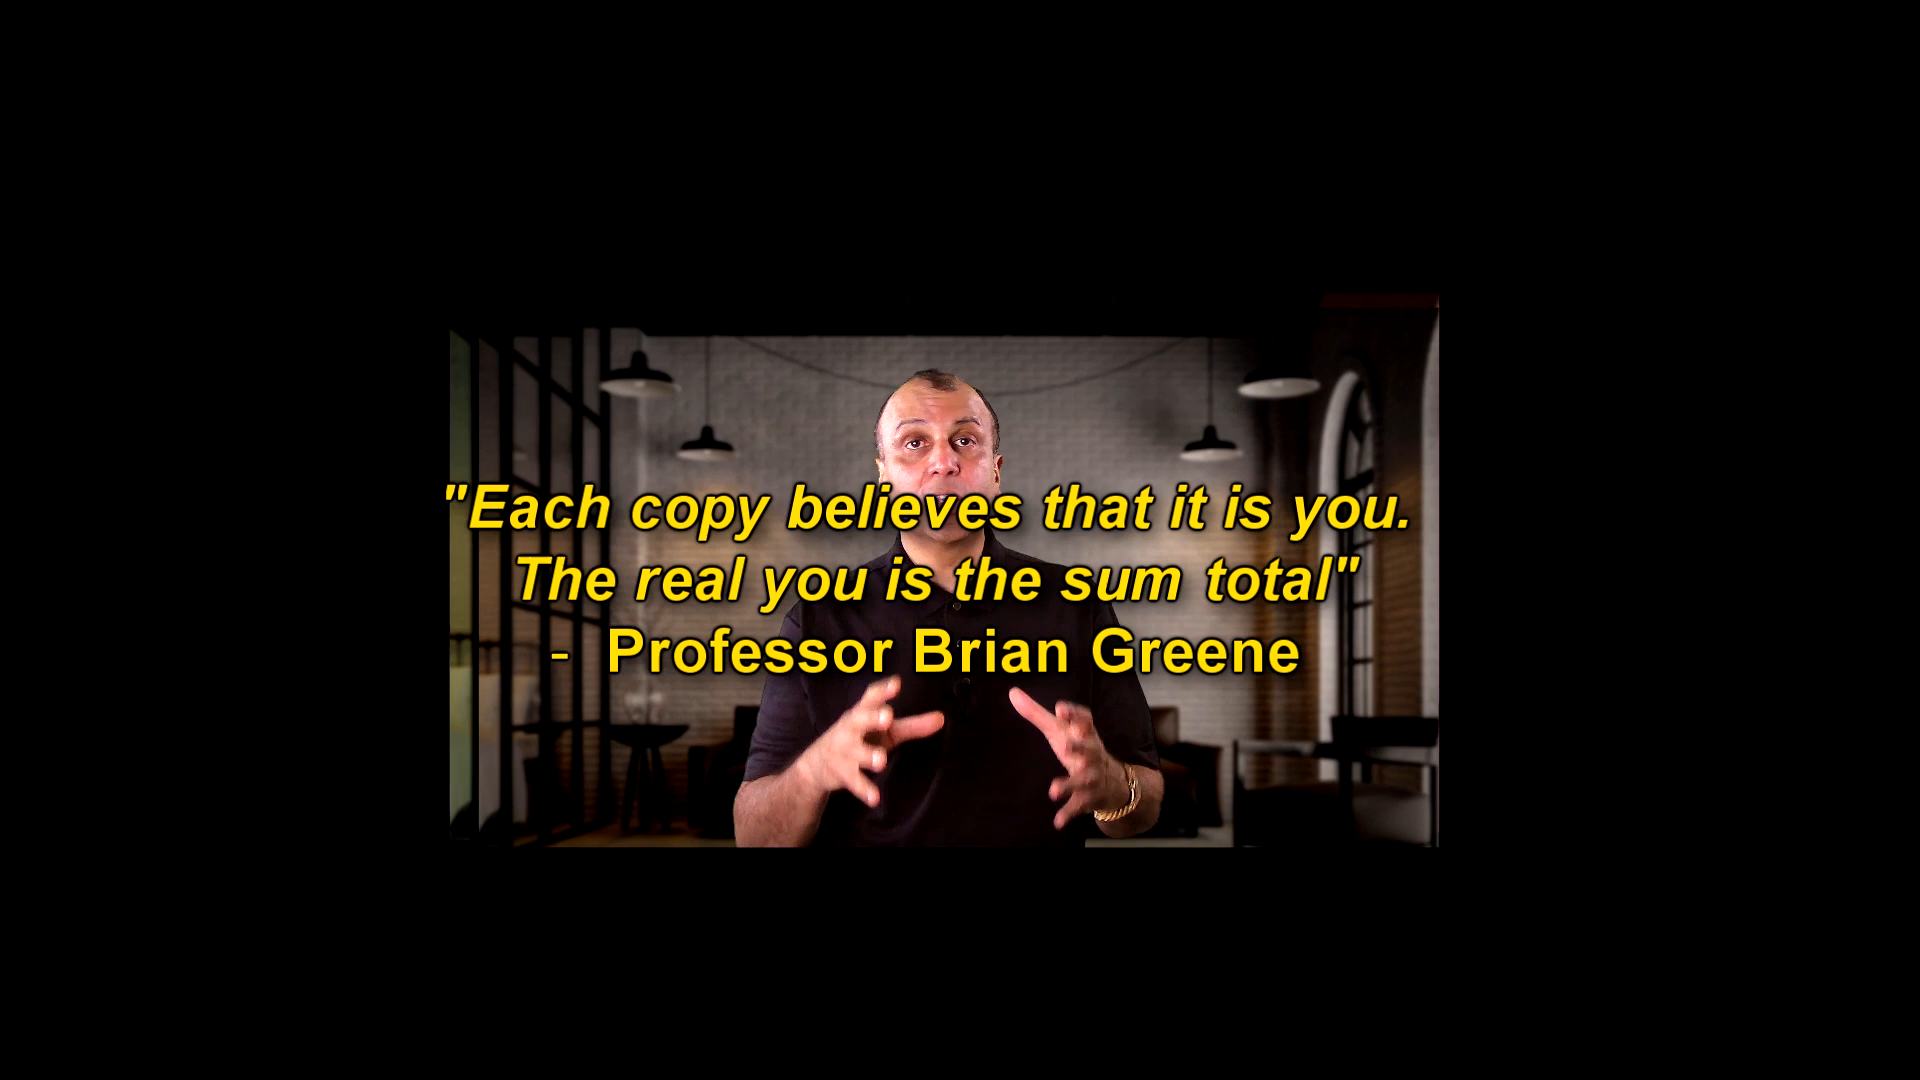 "Each copy believes that it is you.
The real you is the sum total"
- Professor Brian Greene